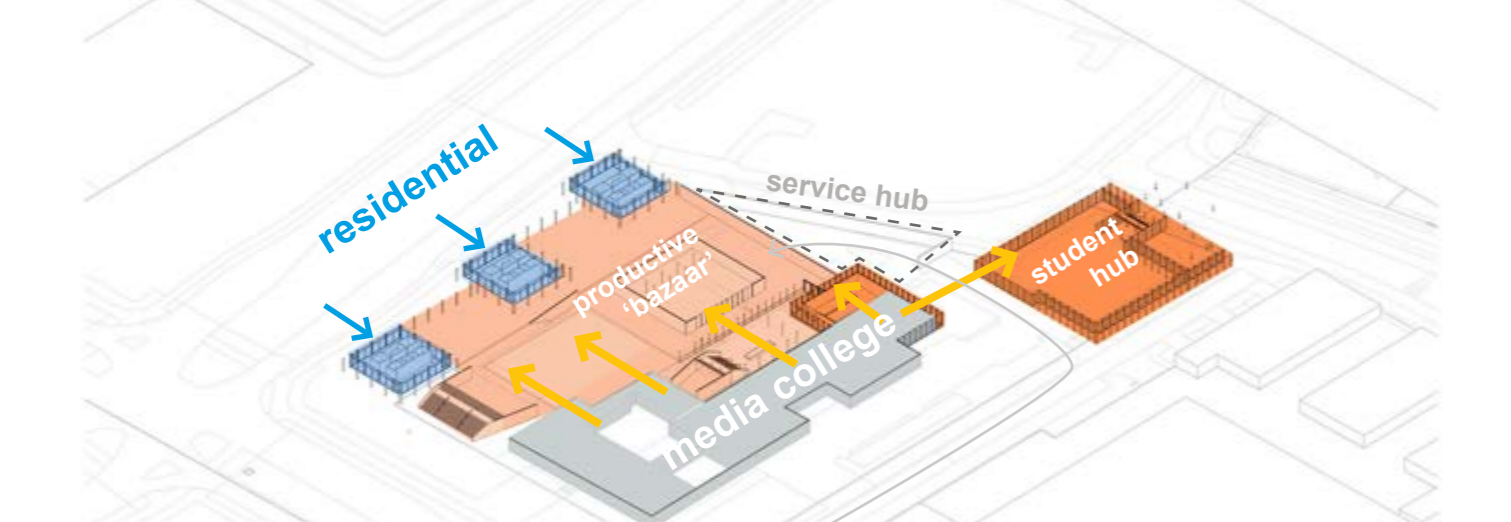 residential
service hub
productive
'bazaar'
student
hub
media college